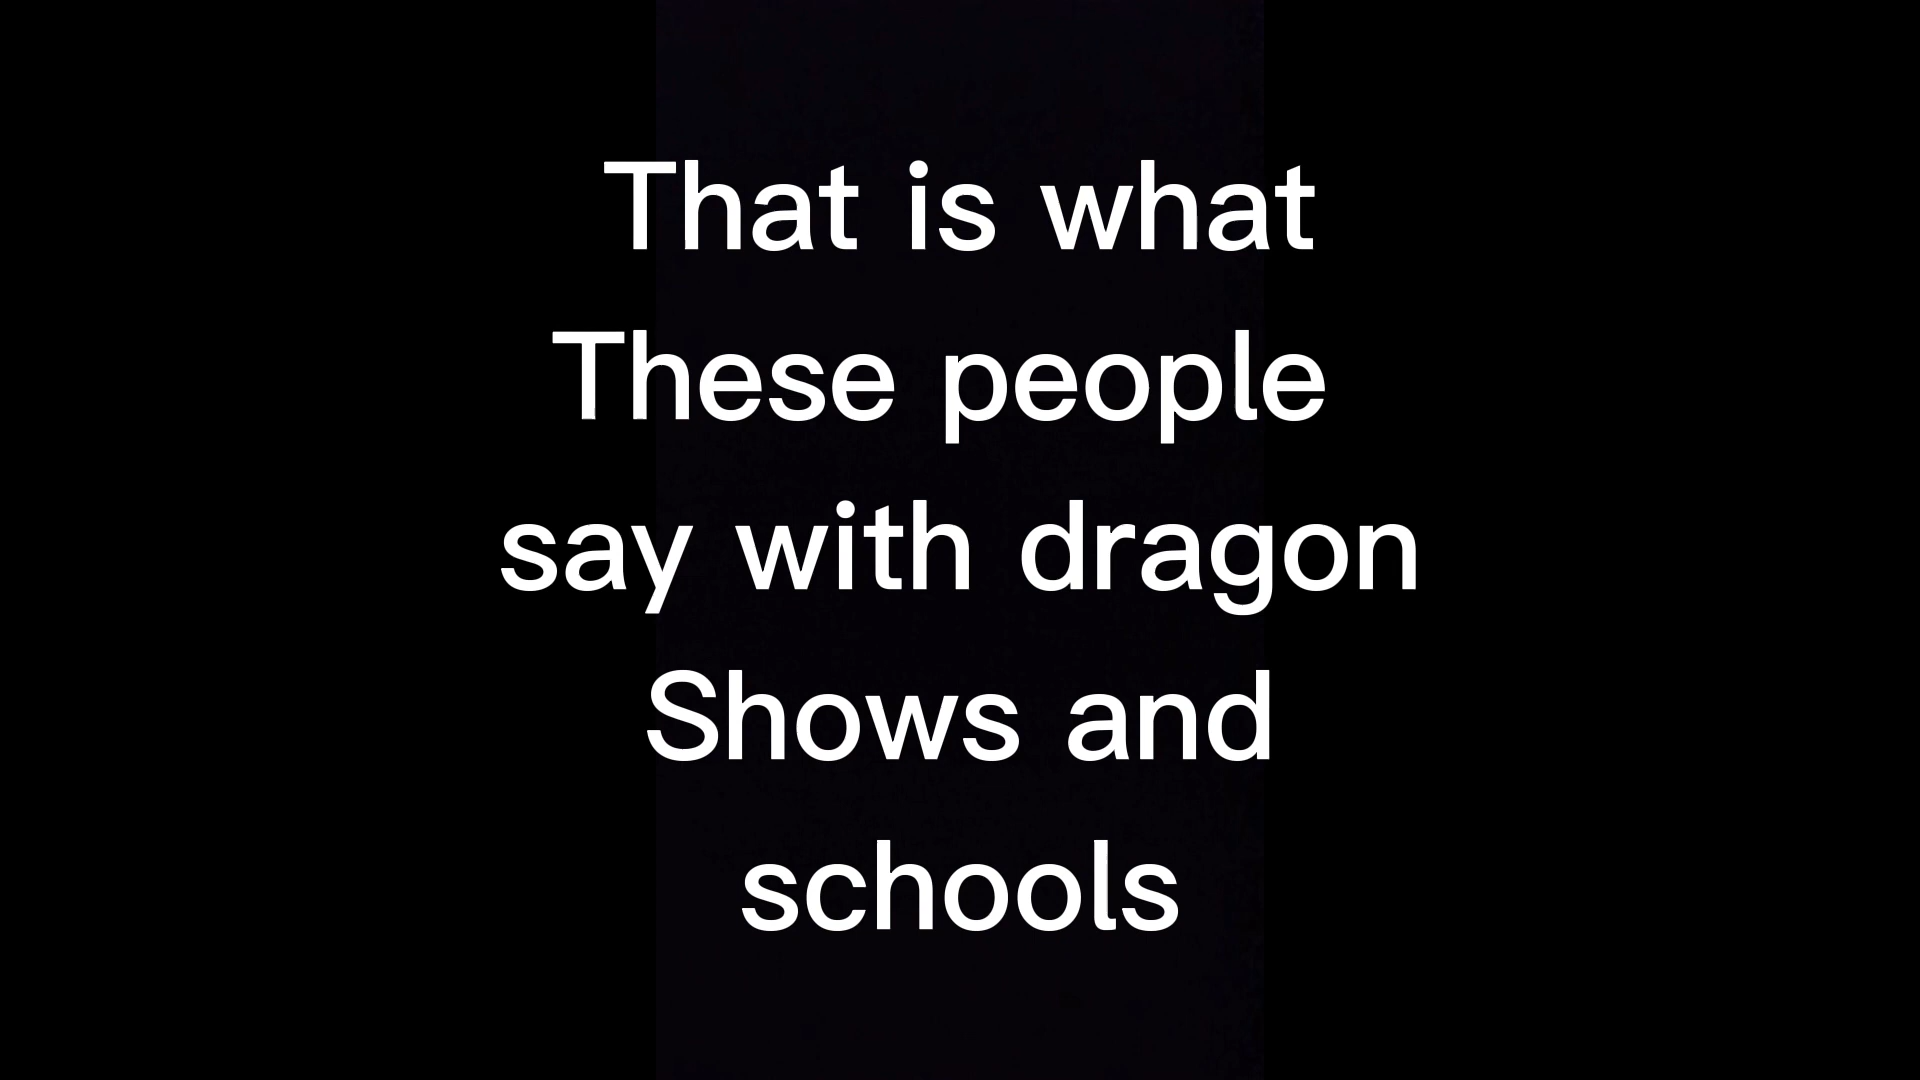 That is what
These people
say with dragon
Shows and
schools